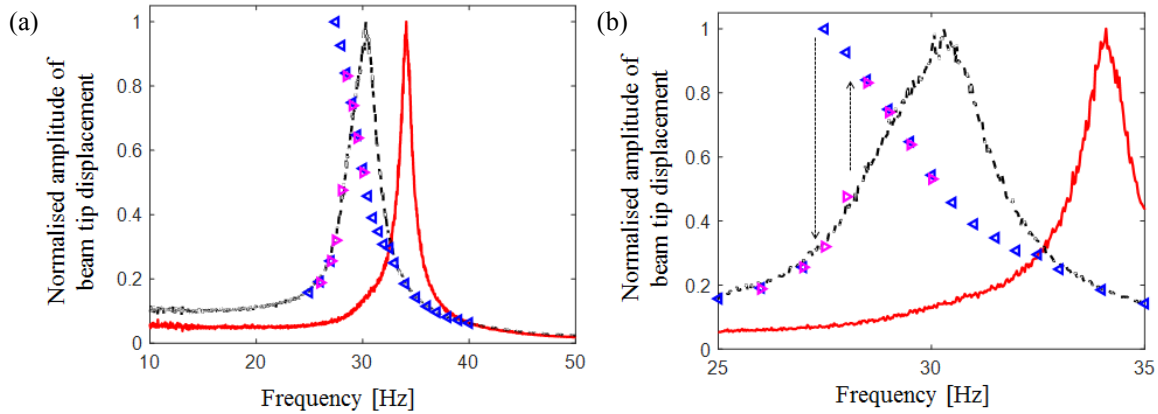 (a)
Normalised amplitude of
beam tip displacement
1
0.8
0.6
0.4
0.2
0
10
20
30
40
50
Frequency [Hz]
(b)
Normalised amplitude of
beam tip displacement
1
0.8
0.6
0.4
0.2
0
25
30
35
Frequency [Hz]